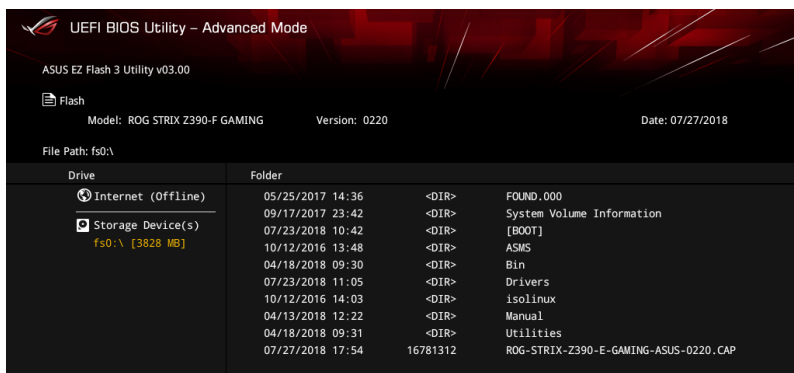 UEFI BIOS Utility – Advanced Mode
ASUS EZ Flash 3 Utility v03.00
Flash
Model: ROG STRIX Z390-F GAMING Version: 0220 Date: 07/27/2018
File Path: fs0:\
Drive Folder
Internet (Offline) 05/25/2017 14:36 <DIR> FOUND.000
09/17/2017 23:42 <DIR> System Volume Information
Storage Device(s) 07/23/2018 10:42 <DIR> [BOOT]
fs0:\ [3828 MB] 10/12/2016 13:48 <DIR> ASMS
04/18/2018 09:30 <DIR> Bin
07/23/2018 11:05 <DIR> Drivers
10/12/2016 14:03 <DIR> isolinux
04/13/2018 12:22 <DIR> Manual
04/18/2018 09:31 <DIR> Utilities
07/27/2018 17:54 16781312 ROG-STRIX-Z390-E-GAMING-ASUS-0220.CAP